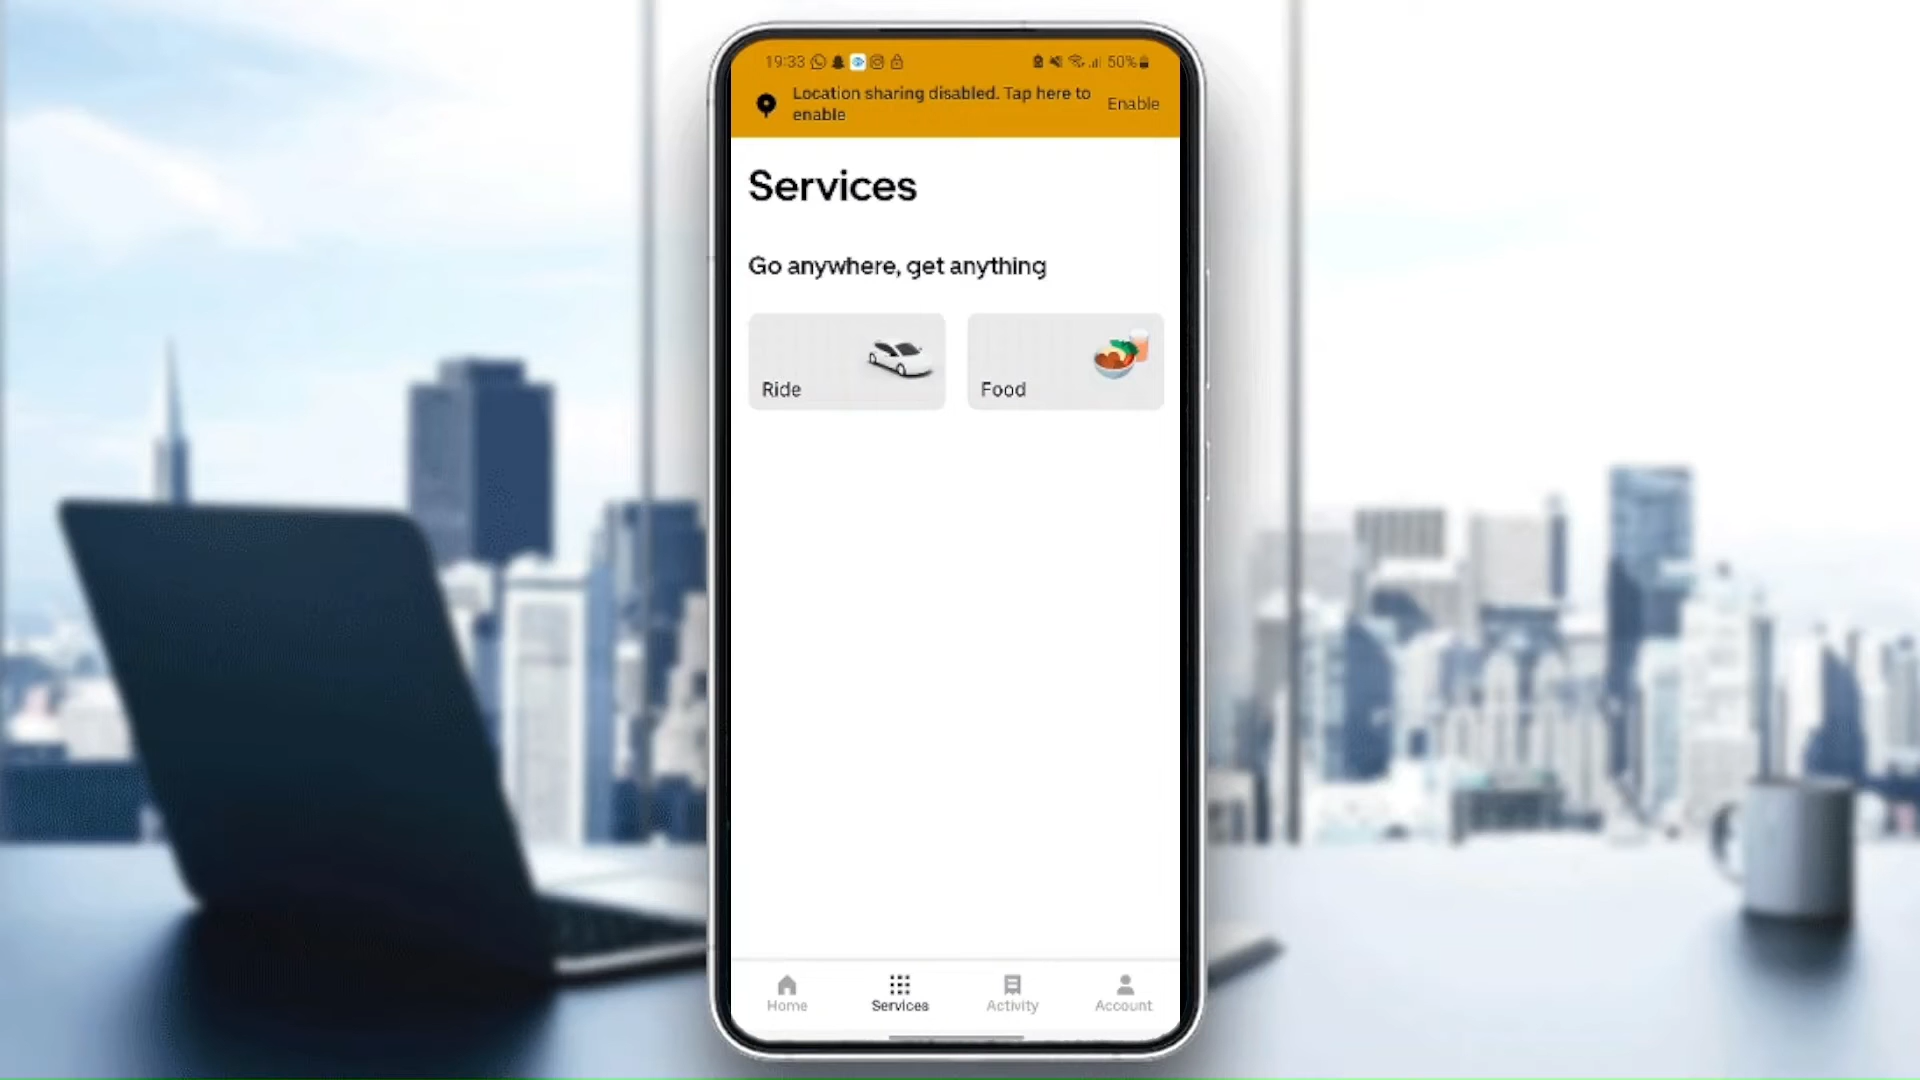 19:33
50%
Location sharing disabled. Tap here to
enable
Enable
Services
Go anywhere, get anything
Ride
Food
Home
Services
Activity
Account